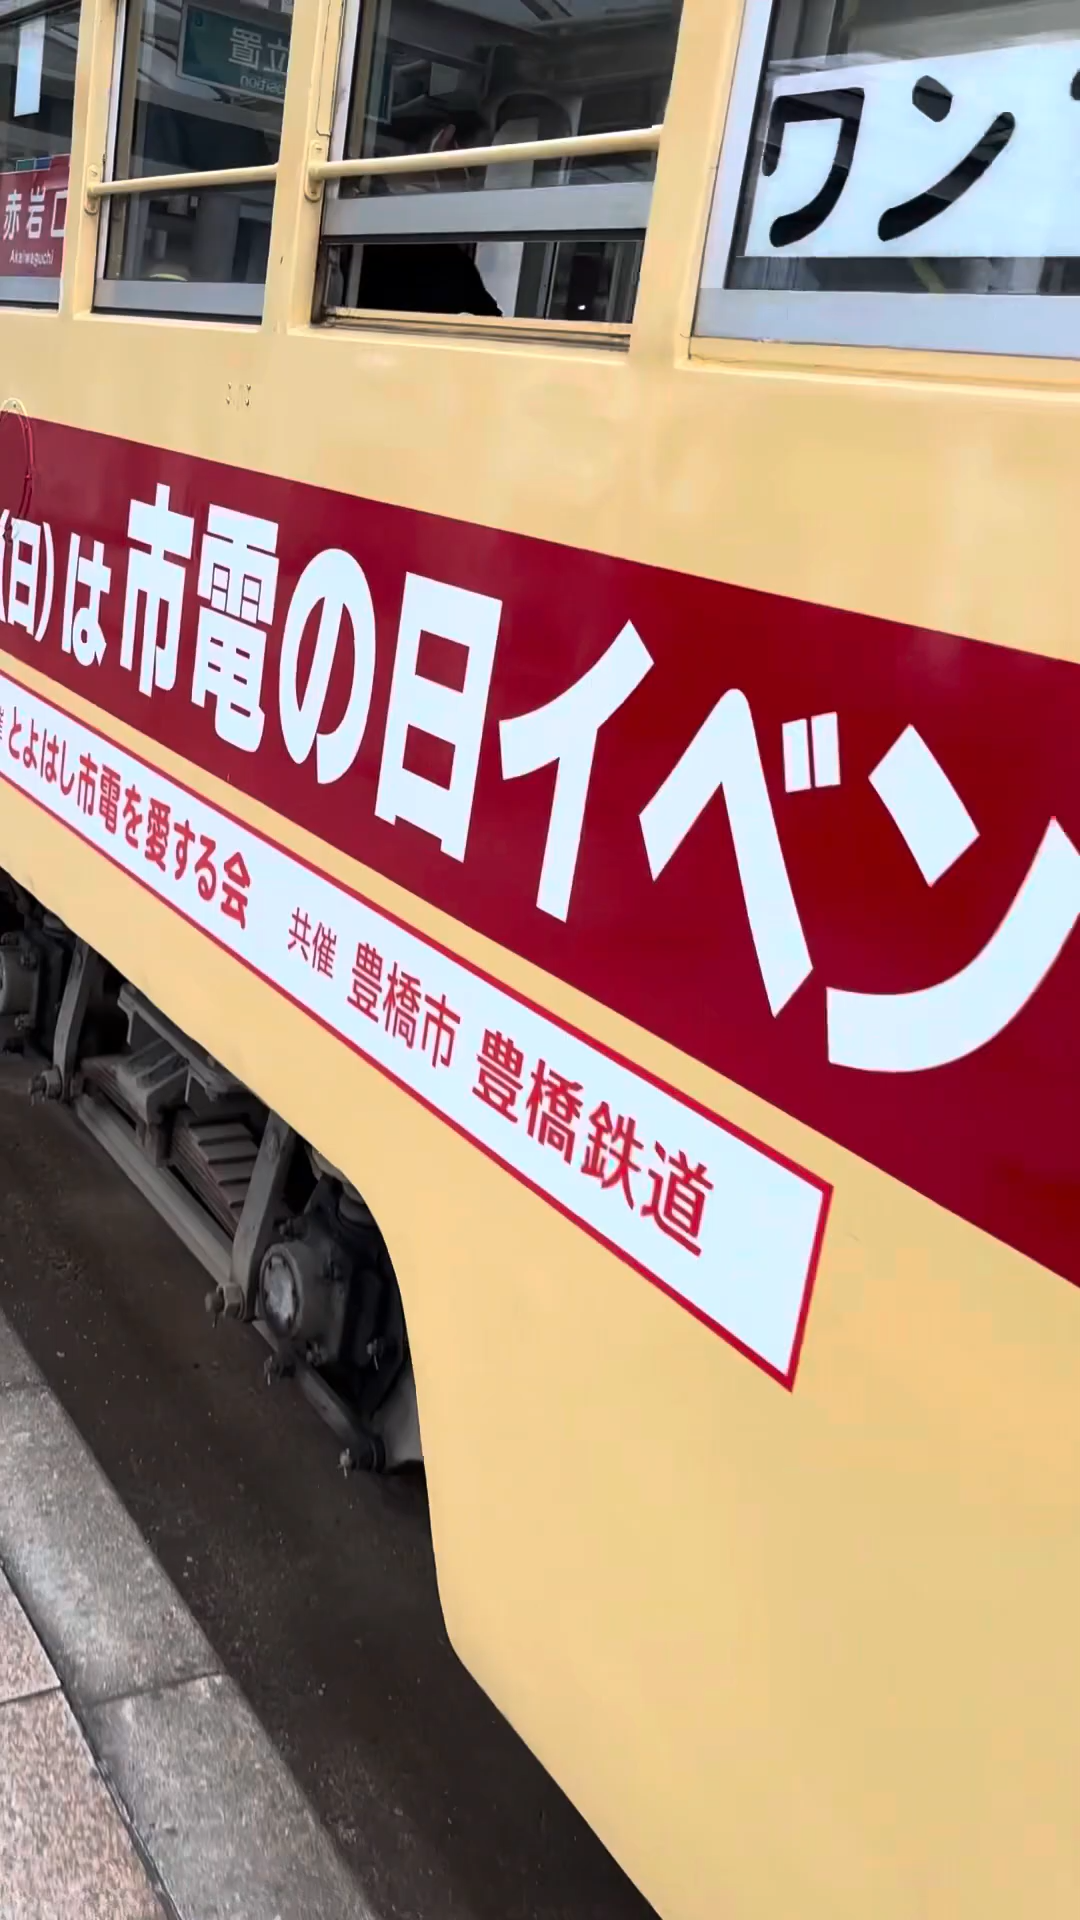 ワン
赤岩口
Akaiwaguchi
(日)は市電の日イベン
とよはし市電を愛する会 共催 豊橋市 豊橋鉄道